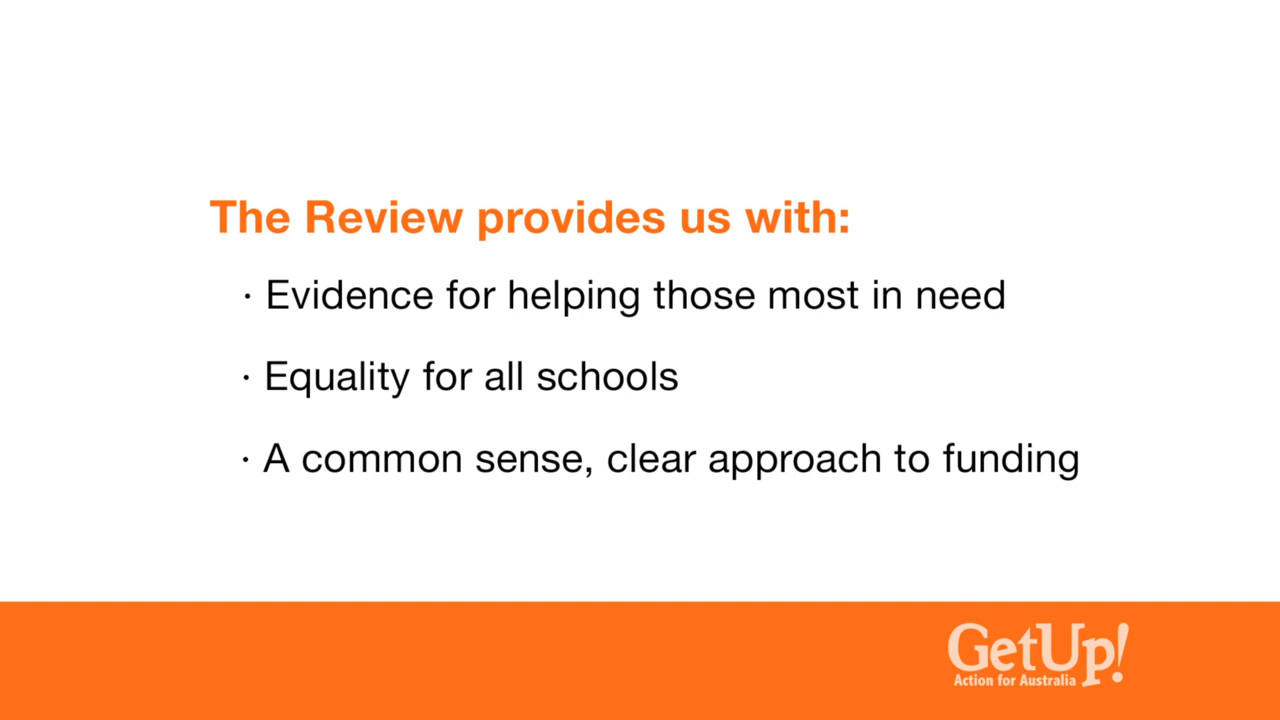 The Review provides us with:
· Evidence for helping those most in need
· Equality for all schools
· A common sense, clear approach to funding
GetUp!
Action for Australia